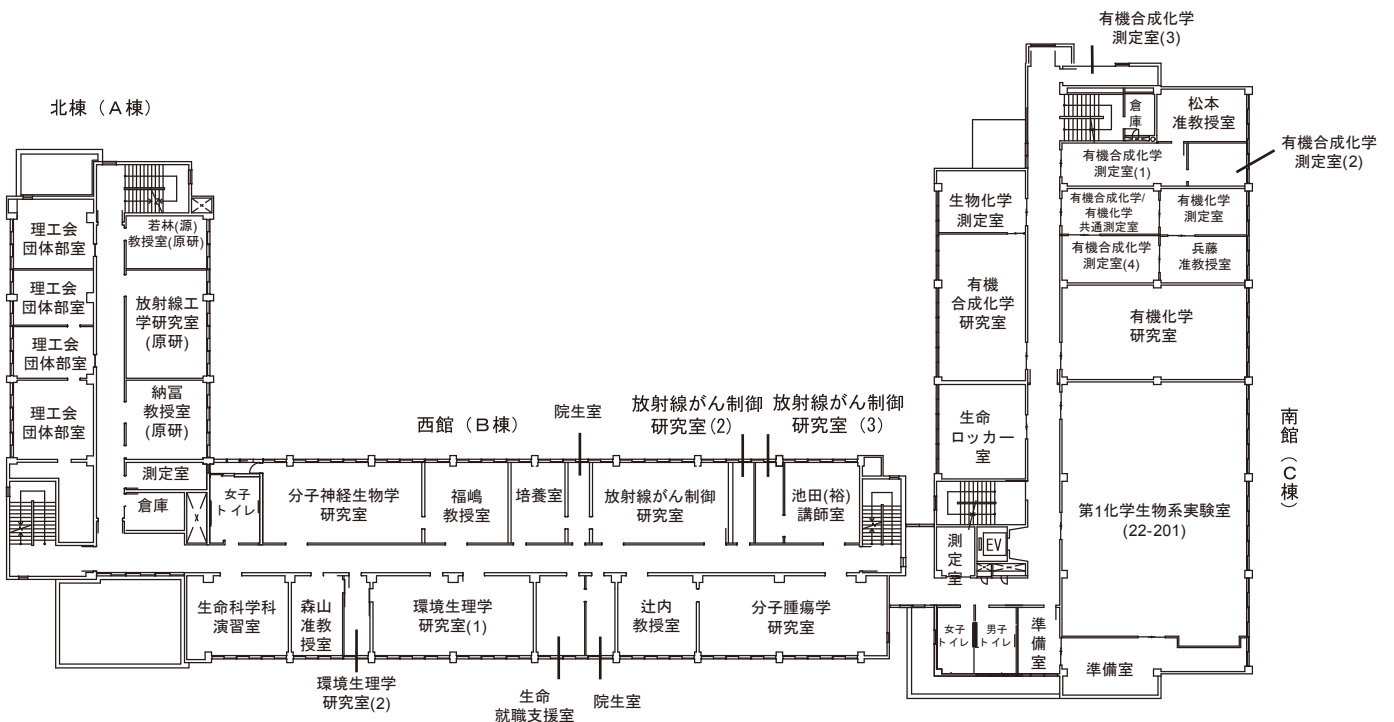 有機合成化学
測定室(3)
北棟（A棟）
倉
庫
松本
准教授室
有機合成化学
測定室(2)
有機合成化学
測定室(1)
理工会
団体部室
若林(源)
教授室(原研)
生物化学
測定室
有機合成化学/
有機化学
共通測定室
有機化学
測定室
有機合成化学
測定室(4)
兵藤
准教授室
理工会
団体部室
放射線工
学研究室
(原研)
有機
合成化学
研究室
有機化学
研究室
理工会
団体部室
理工会
団体部室
納冨
教授室
(原研)
西館（B棟）
院生室
放射線がん制御
研究室(2)
放射線がん制御
研究室（3）
生命
ロッカー
室
南館（C棟）
測定室
倉庫
女子
トイレ
分子神経生物学
研究室
福嶋
教授室
培養室
放射線がん制御
研究室
池田(裕)
講師室
第1化学生物系実験室
(22-201)
測
定
室
EV
生命科学科
演習室
森山
准教
授室
環境生理学
研究室(1)
辻内
教授室
分子腫瘍学
研究室
女子
トイレ
男子
トイレ
準
備
室
準備室
環境生理学
研究室(2)
生命
就職支援室
院生室